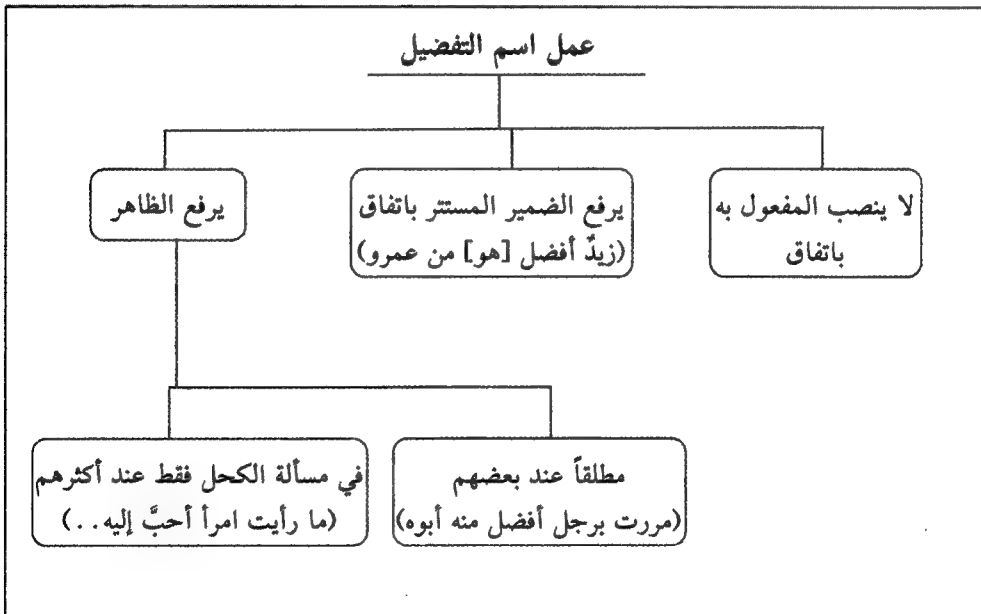 عمل اسم التفضيل
لا ينصب المفعول به
باتفاق
يرفع الضمير المستتر باتفاق
(زيدٌ أفضل [هو] من عمرو)
يرفع الظاهر
مطلقاً عند بعضهم
(مررت برجل أفضل منه أبوه)
في مسألة الكحل فقط عند أكثرهم
(ما رأيت امرأ أحبَّ إليه..)